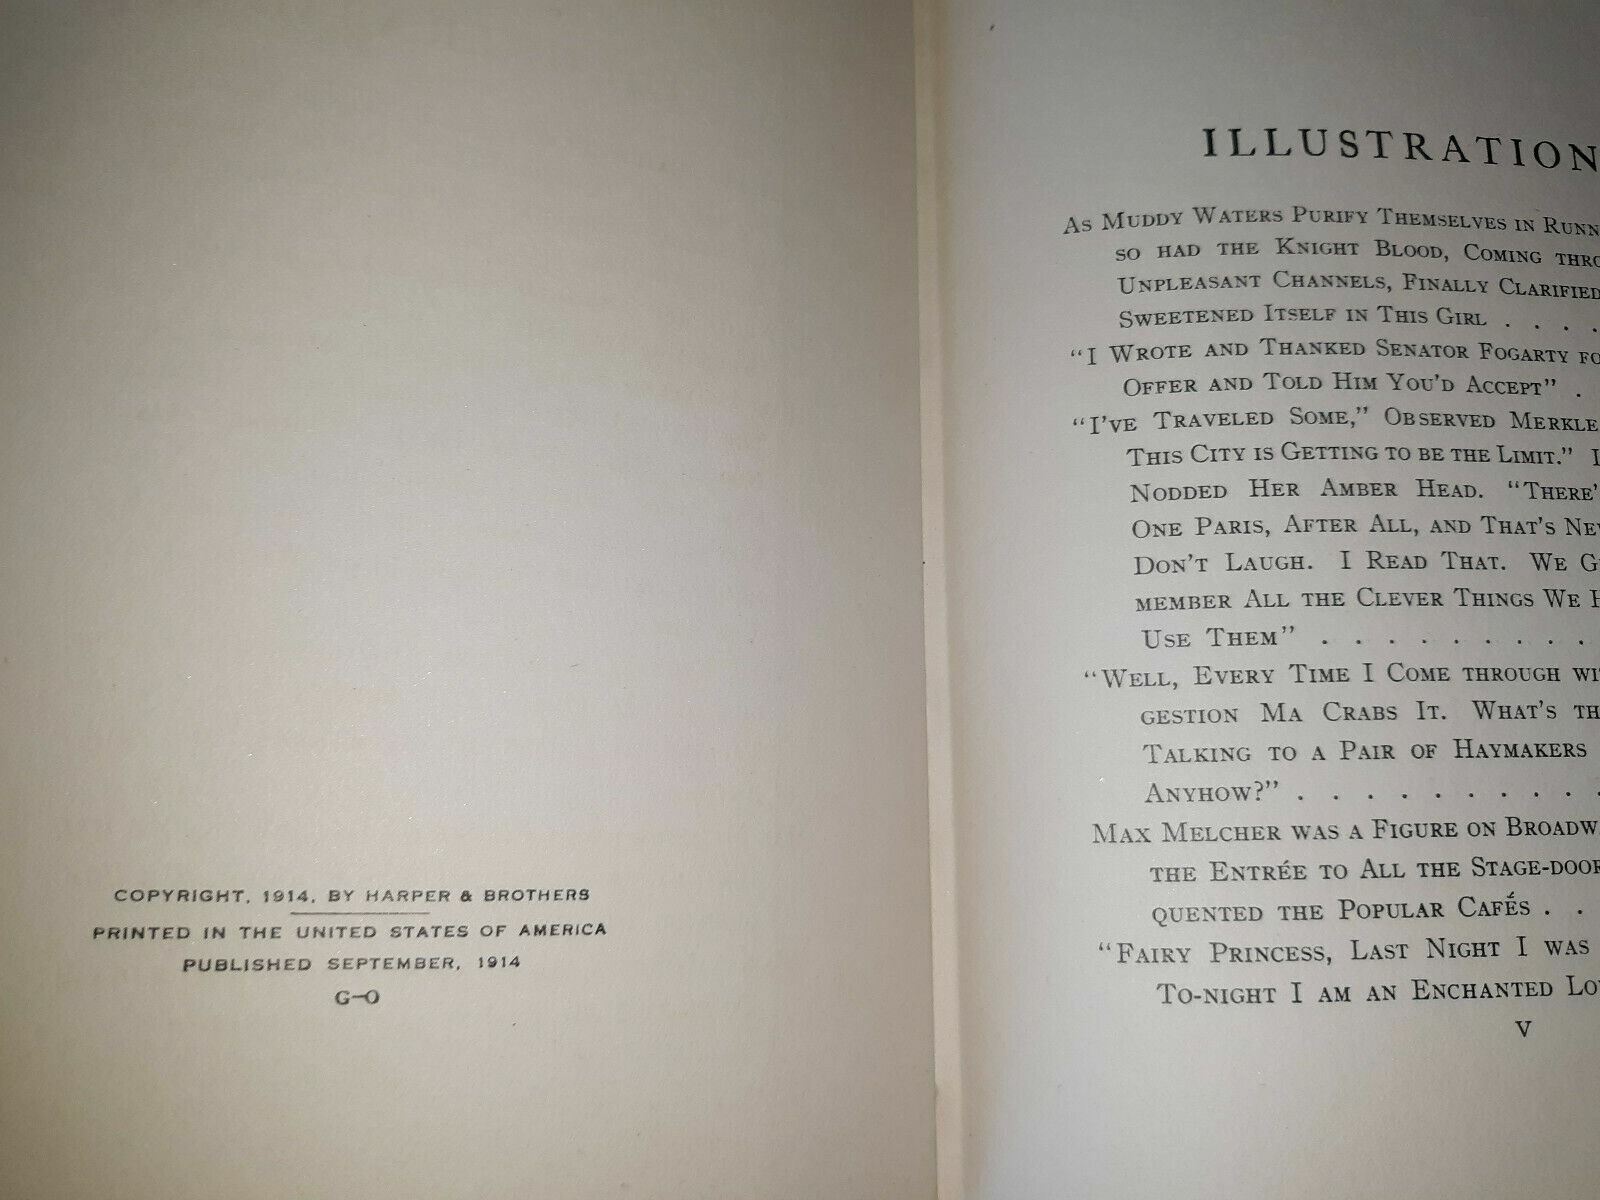 COPYRIGHT, 1914, BY HARPER & BROTHERS
PRINTED IN THE UNITED STATES OF AMERICA
PUBLISHED SEPTEMBER, 1914
G-O
ILLUSTRATION
As Muddy Waters Purify Themselves in Runn
so had the Knight Blood, Coming thro
Unpleasant Channels, Finally Clarified
Sweetened Itself in This Girl . . . .
"I Wrote and Thanked Senator Fogarty fo
Offer and Told Him You'd Accept" .
"I've Traveled Some," Observed Merkle
This City is Getting to be the Limit." I
Nodded Her Amber Head. "There'
One Paris, After All, and That's Ne
Don't Laugh. I Read That. We G
member All the Clever Things We H
Use Them" . . . . . . . . .
"Well, Every Time I Come through wi
gestion Ma Crabs It. What's th
Talking to a Pair of Haymakers
Anyhow?" . . . . . . . . . .
Max Melcher was a Figure on Broadw
the Entrée to All the Stage-door
quented the Popular Cafés . .
"Fairy Princess, Last Night I was
To-night I am an Enchanted Lo
v